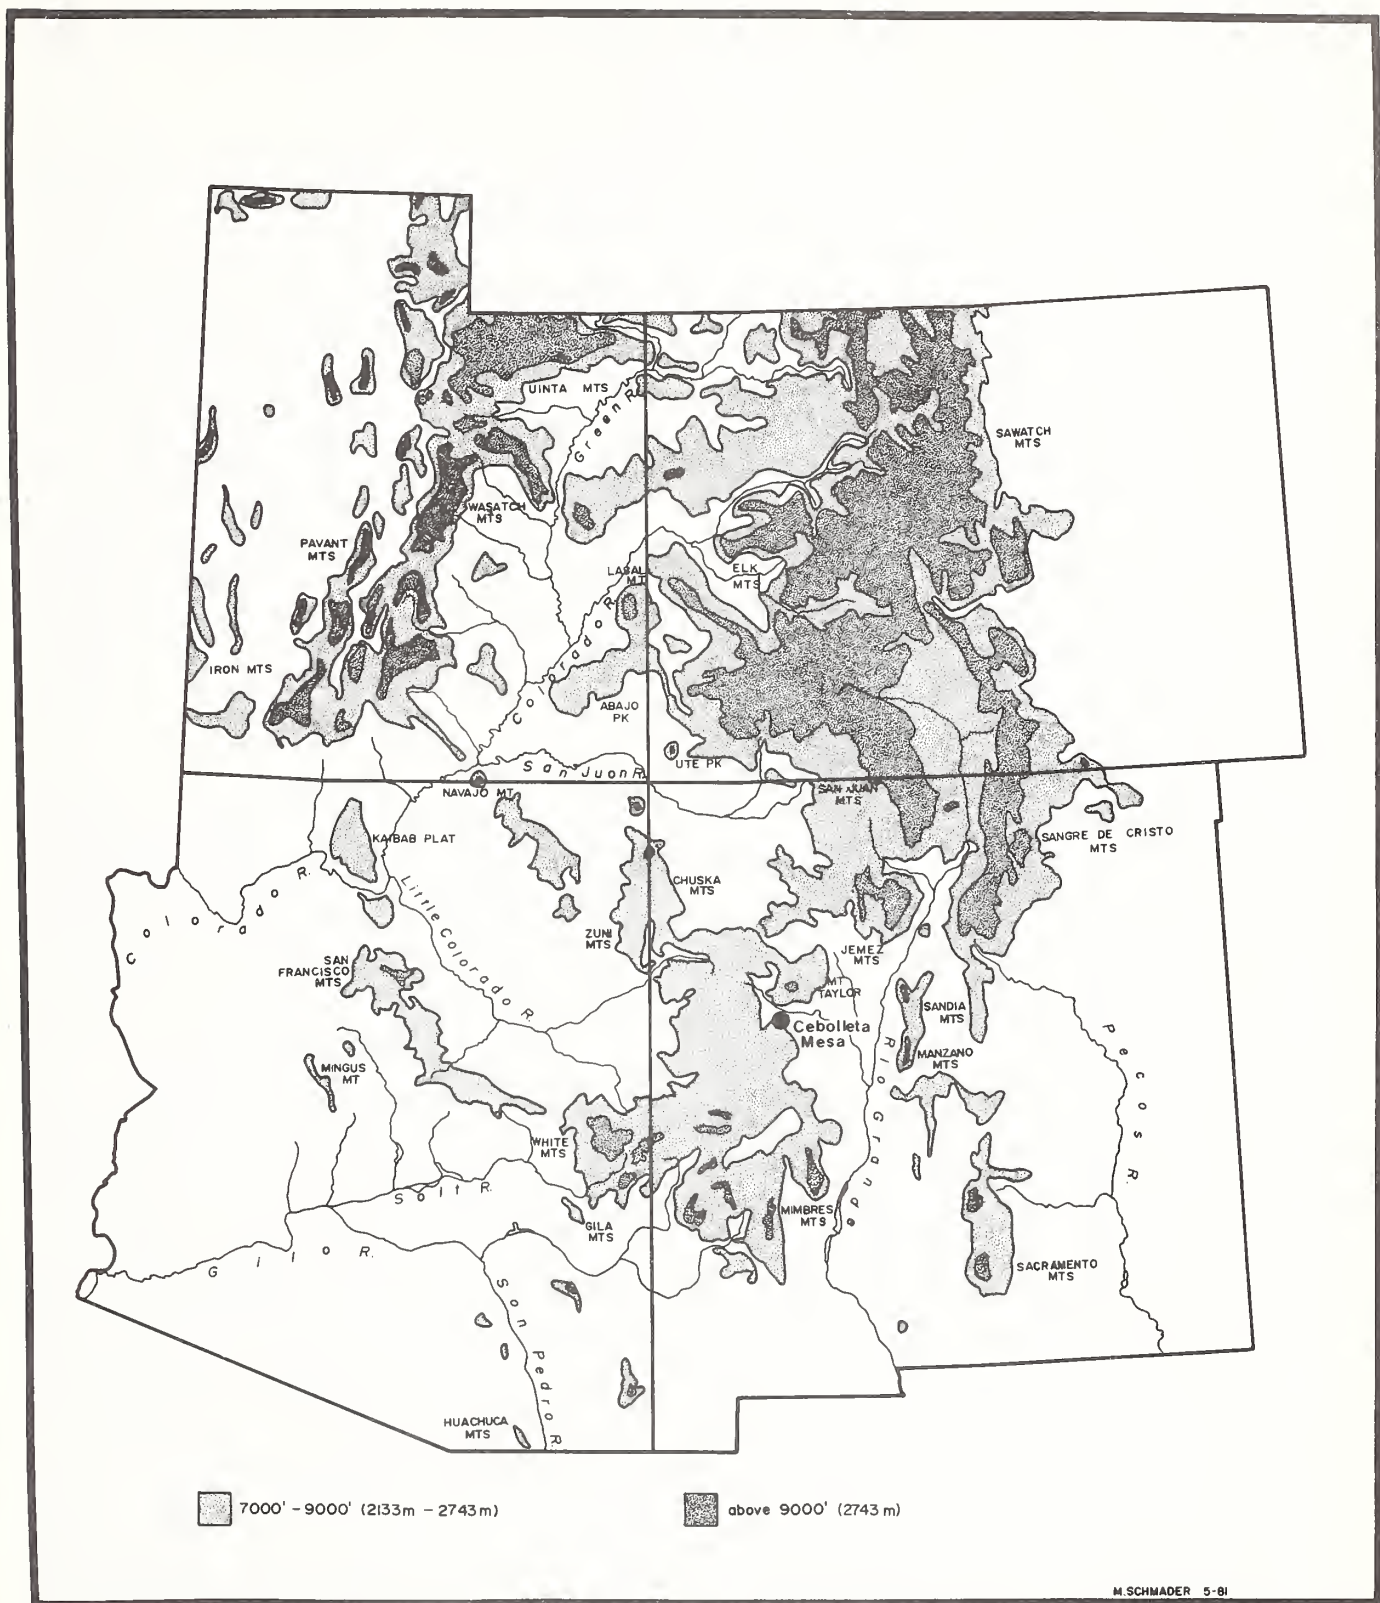 UINTA MTS
Green R.
SAWATCH
MTS
WASATCH
MTS
PAVANT
MTS
LASAL
MT.
ELK
MTS
Colorado R.
IRON MTS
ABAJO
PK
UTE PK
San Juan R.
NAVAJO MT.
SAN JUAN
MTS
KAIBAB PLAT
SANGRE DE CRISTO
MTS
Colorado R.
Little Colorado R.
CHUSKA
MTS
ZUNI
MTS
JEMEZ
MTS
SAN
FRANCISCO
MTS
MT
TAYLOR
SANDIA
MTS
Cebolleta
Mesa
MANZANO
MTS
Pecos R.
Rio Grande
MINGUS
MT
WHITE
MTS
Salt R.
MIMBRES
MTS
GILA
MTS
Gila R.
SACRAMENTO
MTS
San Pedro R.
HUACHUCA
MTS
7000' - 9000' (2133m - 2743m)
above 9000' (2743 m)
M.SCHMADER 5-81